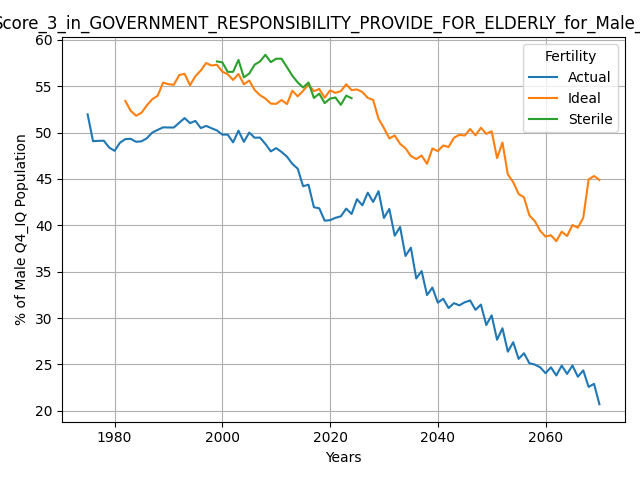 Score_3_in_GOVERNMENT_RESPONSIBILITY_PROVIDE_FOR_ELDERLY_for_Male_
Fertility
Actual
Ideal
Sterile
% of Male Q4_IQ Population
60
55
50
45
40
35
30
25
20
1980
2000
2020
2040
2060
Years